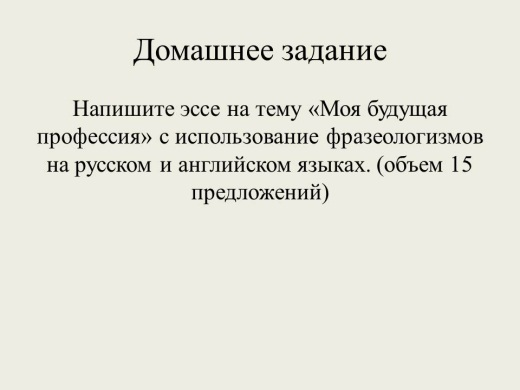 Домашнее задание
Напишите эссе на тему «Моя будущая
профессия» с использование фразеологизмов
на русском и английском языках. (объем 15
предложений)